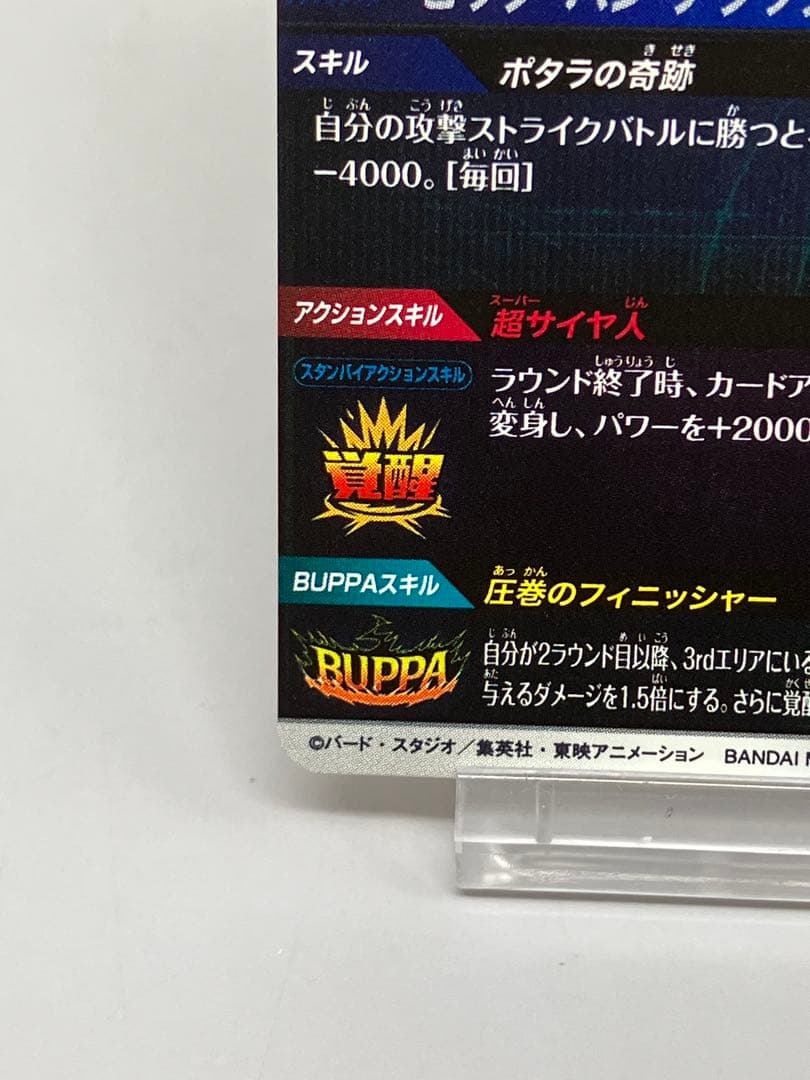 スキル ポタラの奇跡
自分の攻撃ストライクバトルに勝つと
-4000。[毎回]
アクションスキル 超サイヤ人
スタンバイアクションスキル
ラウンド終了時、カードア
変身し、パワーを+2000
覚醒
BUPPAスキル 圧巻のフィニッシャー
BUPPA
自分が2ラウンド目以降、3rdエリアにいる
与えるダメージを1.5倍にする。さらに覚醒
©バード・スタジオ／集英社・東映アニメーション BANDAI